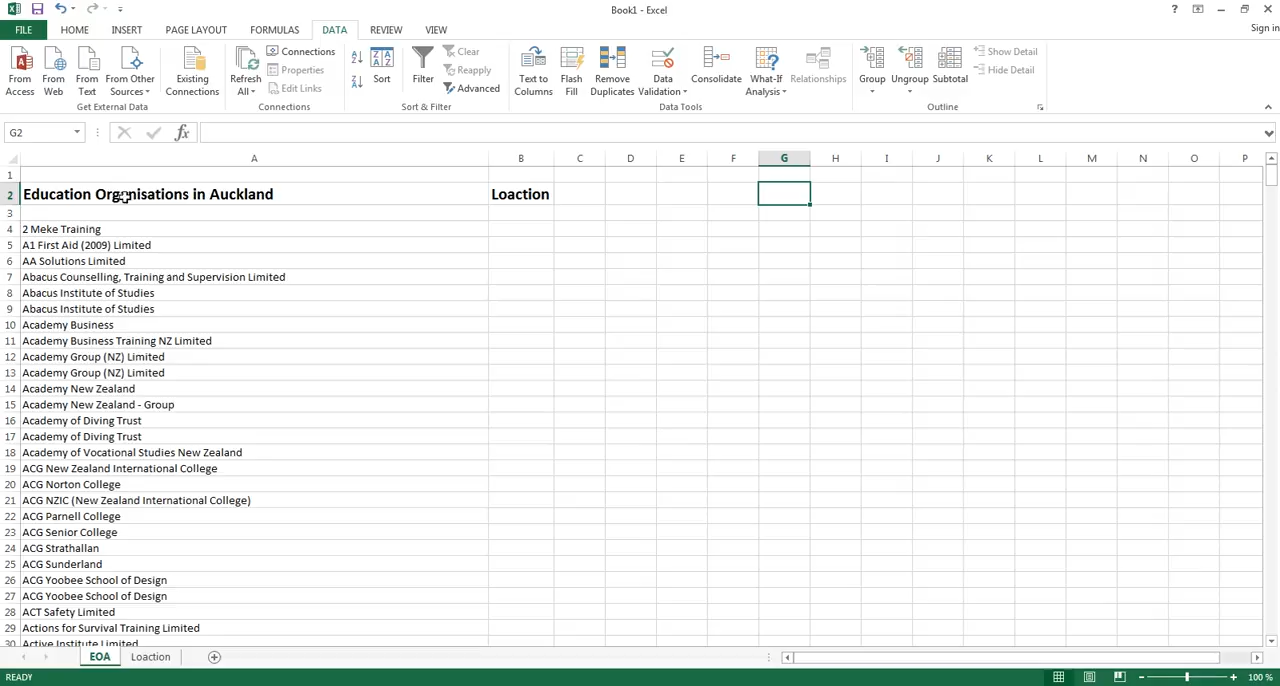 Book1 - Excel
?
Sign in
FILE HOME INSERT PAGE LAYOUT FORMULAS DATA REVIEW VIEW
From Access
From Web
From Text
From Other Sources
Get External Data
Existing Connections
Refresh All
Connections
Properties
Edit Links
Connections
Sort
Filter
Clear
Reapply
Advanced
Sort & Filter
Text to Columns
Flash Fill
Remove Duplicates
Data Validation
Consolidate
What-If Analysis
Relationships
Data Tools
Group
Ungroup
Subtotal
Show Detail
Hide Detail
Outline
G2
fx
A B C D E F G H I J K L M N O P
1
2 Education Organisations in Auckland Loaction
3
4 2 Meke Training
5 A1 First Aid (2009) Limited
6 AA Solutions Limited
7 Abacus Counselling, Training and Supervision Limited
8 Abacus Institute of Studies
9 Abacus Institute of Studies
10 Academy Business
11 Academy Business Training NZ Limited
12 Academy Group (NZ) Limited
13 Academy Group (NZ) Limited
14 Academy New Zealand
15 Academy New Zealand - Group
16 Academy of Diving Trust
17 Academy of Diving Trust
18 Academy of Vocational Studies New Zealand
19 ACG New Zealand International College
20 ACG Norton College
21 ACG NZIC (New Zealand International College)
22 ACG Parnell College
23 ACG Senior College
24 ACG Strathallan
25 ACG Sunderland
26 ACG Yoobee School of Design
27 ACG Yoobee School of Design
28 ACT Safety Limited
29 Actions for Survival Training Limited
30 Active Institute Limited
EOA Loaction
READY
100 %